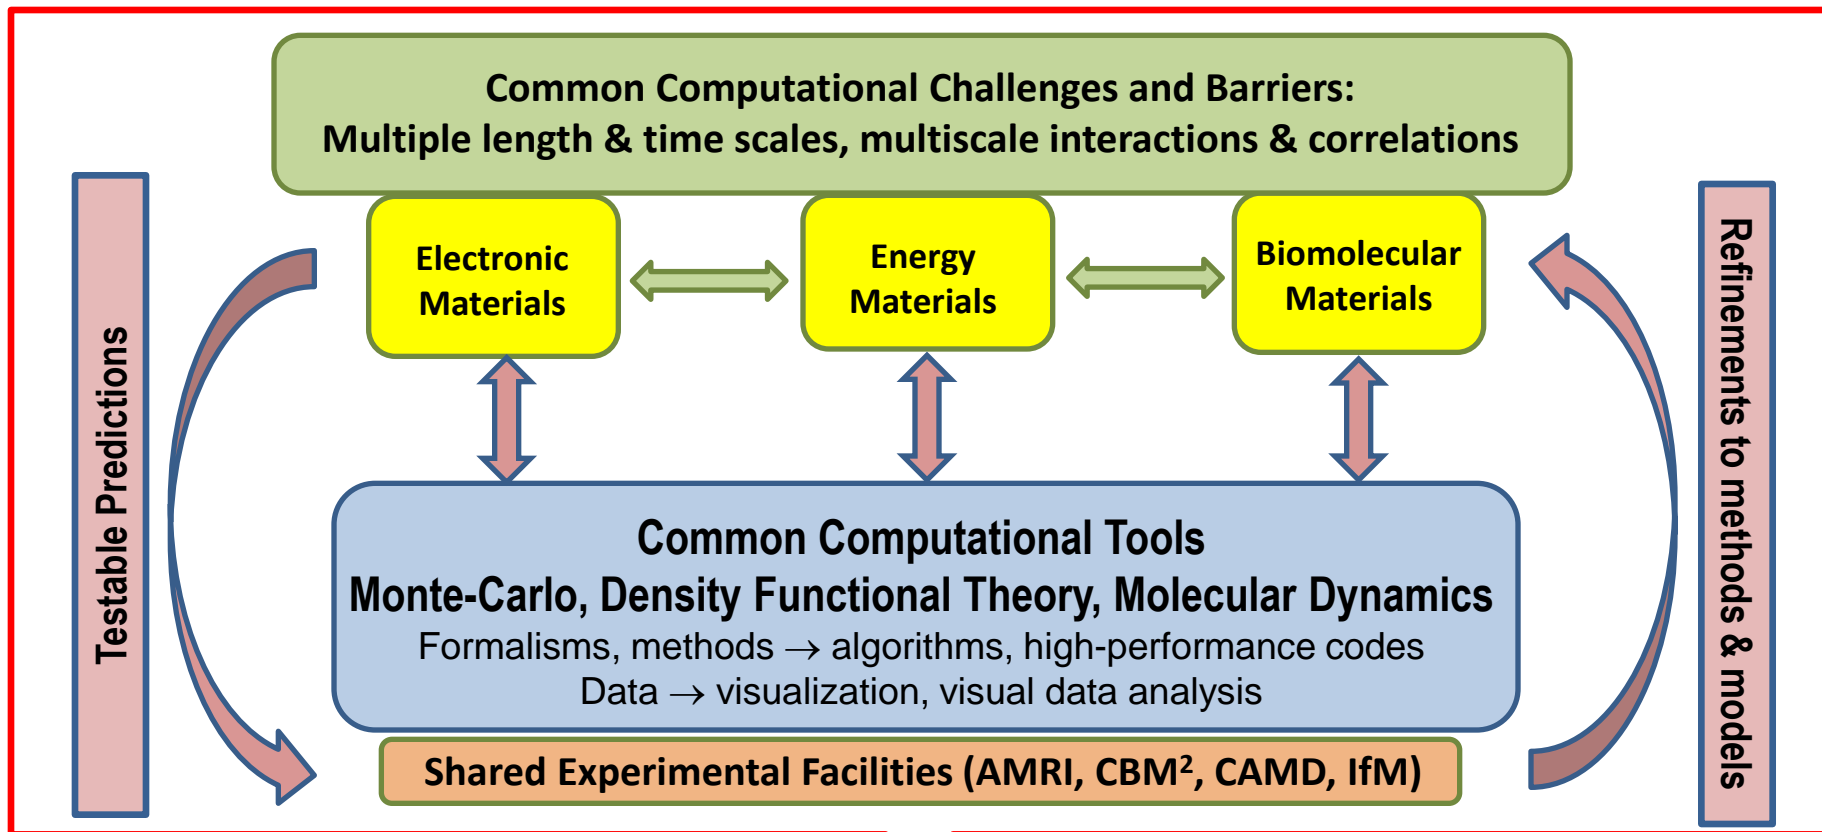 Common Computational Challenges and Barriers:
Multiple length & time scales, multiscale interactions & correlations
Testable Predictions
Electronic
Materials
Energy
Materials
Biomolecular
Materials
Refinements to methods & models
Common Computational Tools
Monte-Carlo, Density Functional Theory, Molecular Dynamics
Formalisms, methods → algorithms, high-performance codes
Data → visualization, visual data analysis
Shared Experimental Facilities (AMRI, CBM², CAMD, IfM)